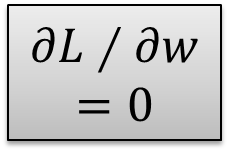 ∂L / ∂w
= 0